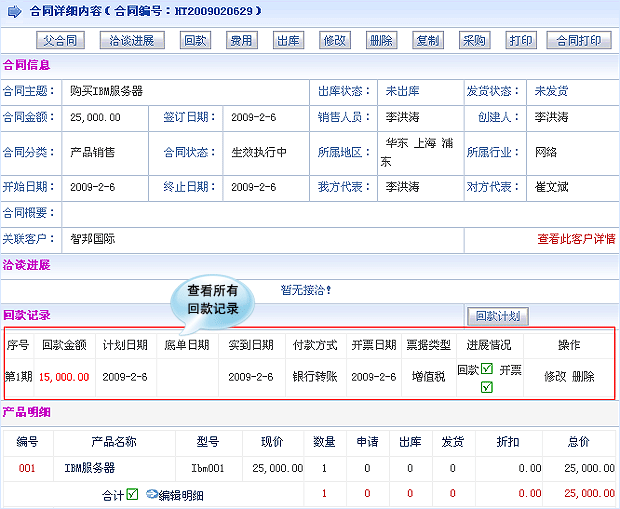 合同详细内容(合同编号:HT2009020629)
父合同 洽谈进展 回款 费用 出库 修改 删除 复制 采购 打印 合同打印
合同信息
合同主题: 购买IBM服务器 出库状态: 未出库 发货状态: 未发货
合同金额: 25,000.00 签订日期: 2009-2-6 销售人员: 李洪涛 创建人: 李洪涛
合同分类: 产品销售 合同状态: 生效执行中 所属地区: 华东 上海 浦东 所属行业: 网络
开始日期: 2009-2-6 终止日期: 2009-2-6 我方代表: 李洪涛 对方代表: 崔文斌
合同概要:
关联客户: 智邦国际 查看此客户详情
洽谈进展
暂无接洽!
查看所有
回款记录
回款记录 回款计划
序号 回款金额 计划日期 底单日期 实到日期 付款方式 开票日期 票据类型 进展情况 操作
第1期 15,000.00 2009-2-6 2009-2-6 银行转账 2009-2-6 增值税 回款 开票 修改 删除
产品明细
编号 产品名称 型号 现价 数量 申请 出库 发货 折扣 总价
001 IBM服务器 Ibm001 25,000.00 1 0 0 0 0.00 25,000.00
合计 编辑明细 1 0 0 0 0.00 25,000.00